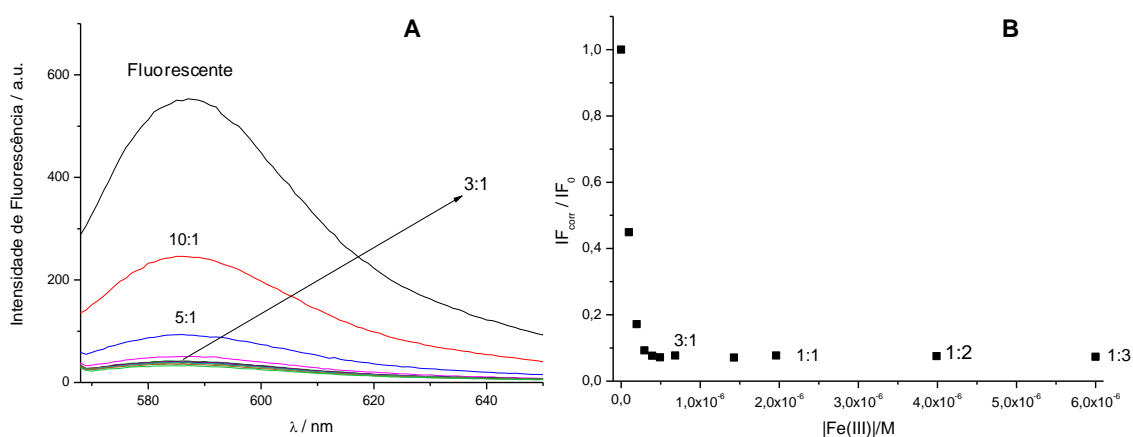 A
Fluorescente
3:1
10:1
5:1
600
400
200
0
580
600
620
640
λ / nm
Intensidade de Fluorescência / a.u.
B
1,0
0,8
0,6
0,4
0,2
0,0
3:1
1:1
1:2
1:3
0,0
1,0x10⁻⁶
2,0x10⁻⁶
3,0x10⁻⁶
4,0x10⁻⁶
5,0x10⁻⁶
6,0x10⁻⁶
|Fe(III)|/M
IF_corr / IF_0